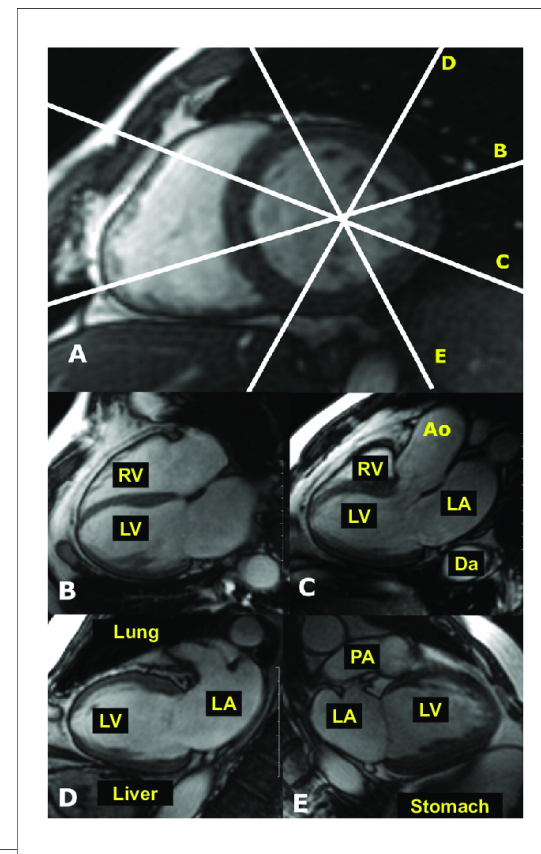 D
B
C
A
E
Ao
RV
RV
LA
LV
LV
Da
B
C
Lung
PA
LA
LA
LV
LV
D
Liver
E
Stomach